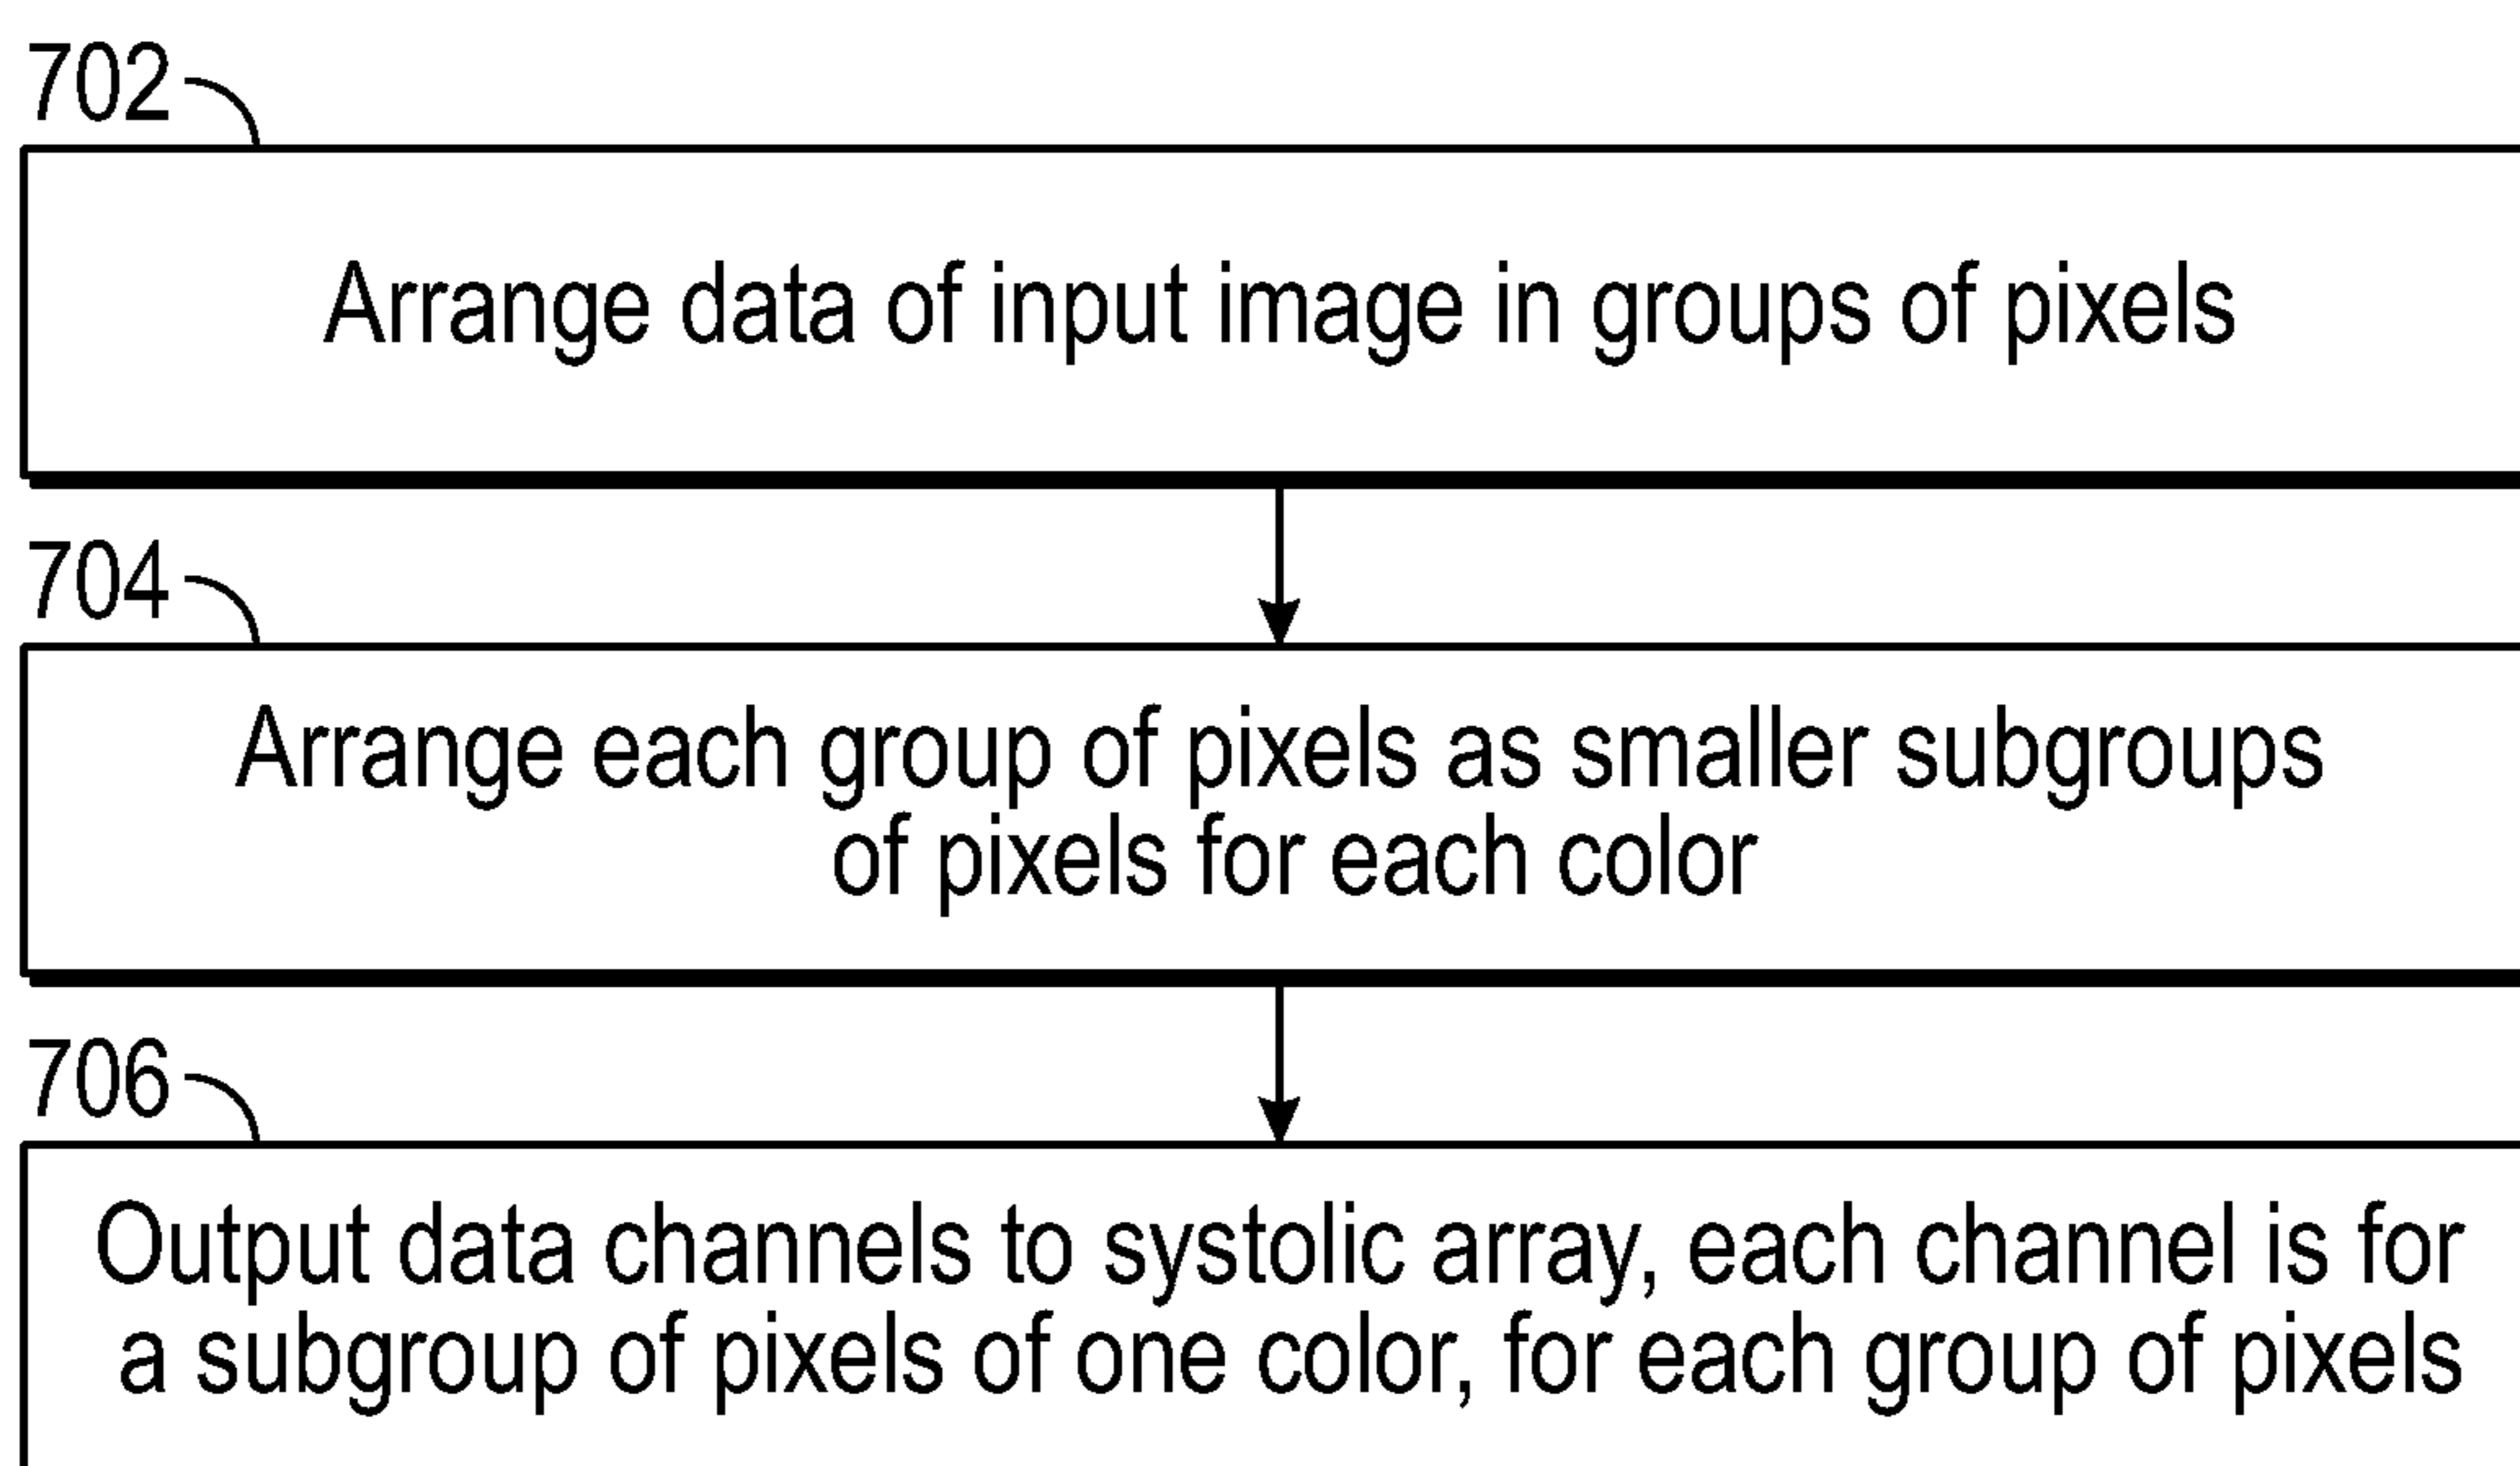 702
Arrange data of input image in groups of pixels
704
Arrange each group of pixels as smaller subgroups
of pixels for each color
706
Output data channels to systolic array, each channel is for
a subgroup of pixels of one color, for each group of pixels